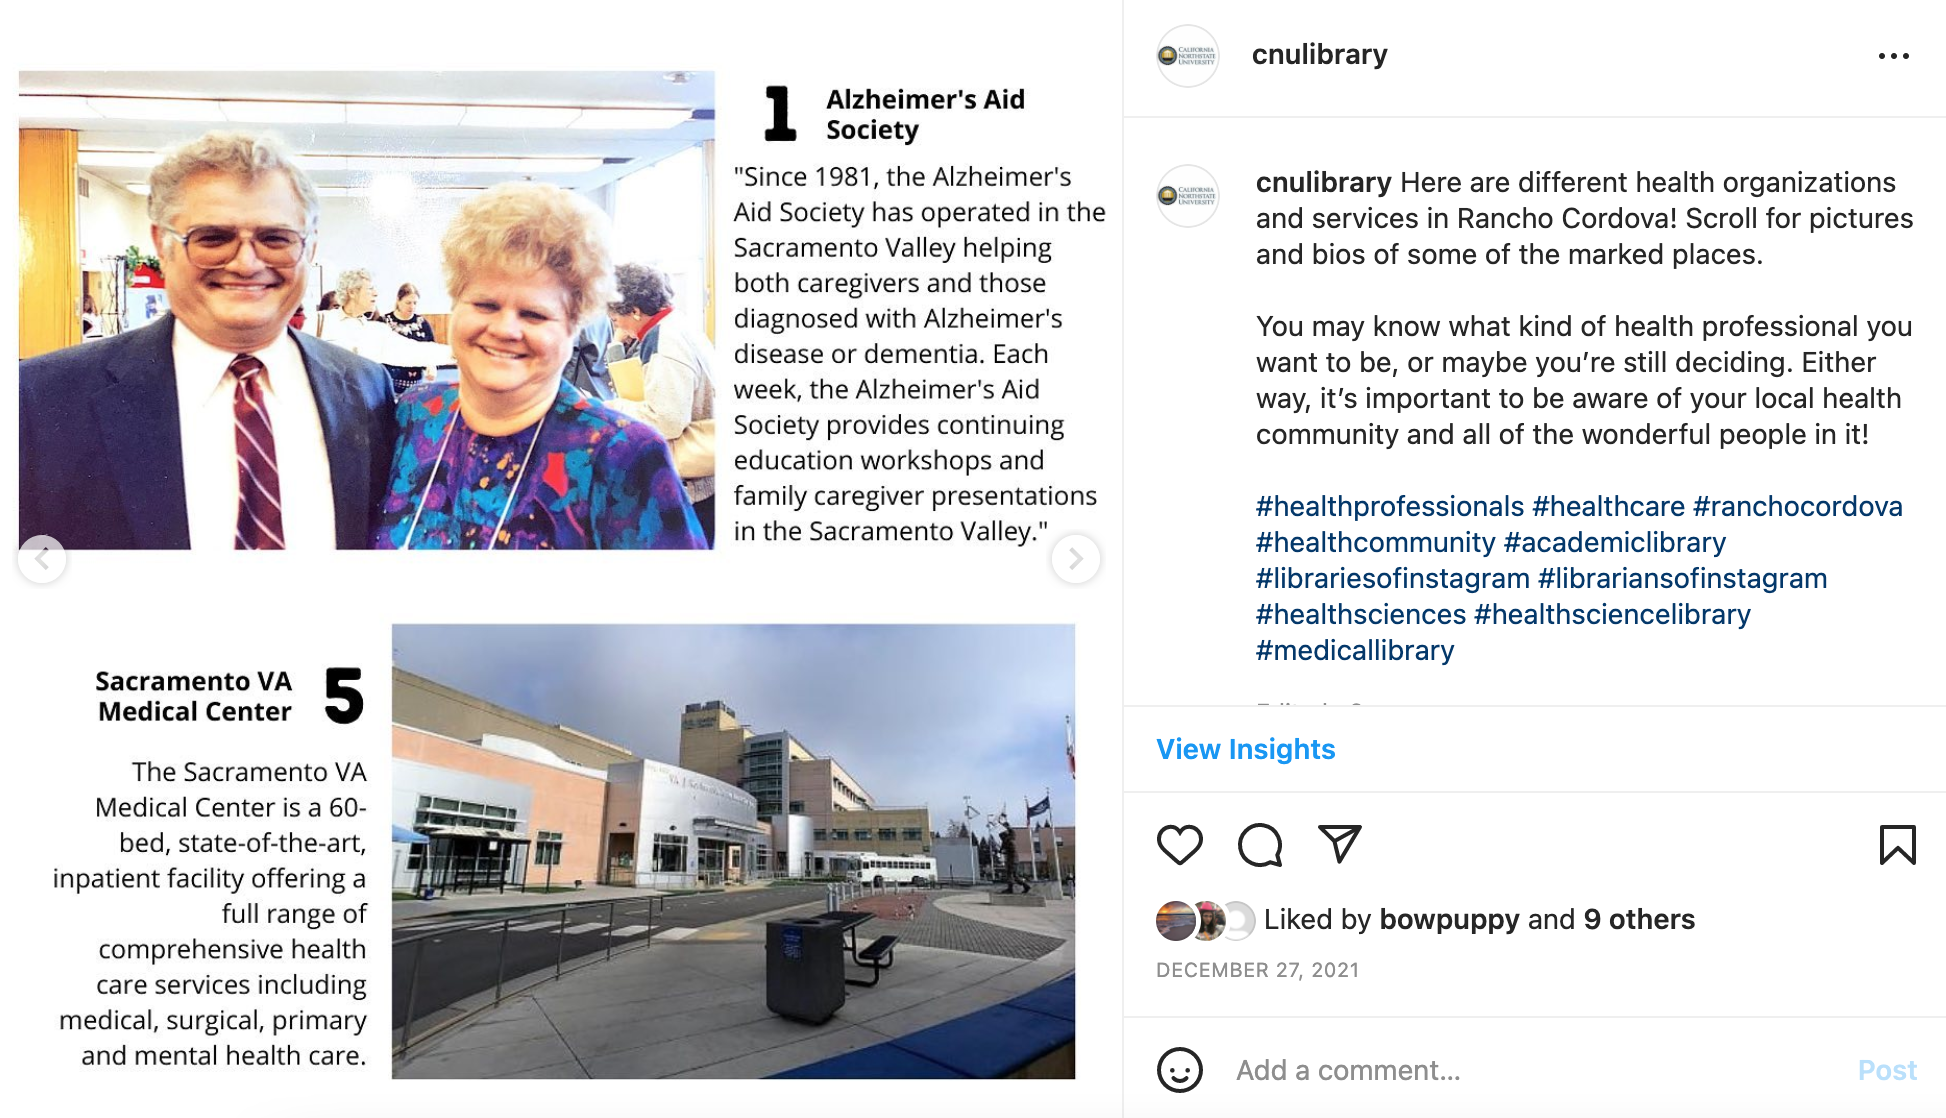 1
Alzheimer's Aid
Society
"Since 1981, the Alzheimer's
Aid Society has operated in the
Sacramento Valley helping
both caregivers and those
diagnosed with Alzheimer's
disease or dementia. Each
week, the Alzheimer's Aid
Society provides continuing
education workshops and
family caregiver presentations
in the Sacramento Valley."
Sacramento VA
Medical Center
5
The Sacramento VA
Medical Center is a 60-
bed, state-of-the-art,
inpatient facility offering a
full range of
comprehensive health
care services including
medical, surgical, primary
and mental health care.
CALIFORNIA
NORTHSTATE
UNIVERSITY
cnulibrary
CALIFORNIA
NORTHSTATE
UNIVERSITY
cnulibrary Here are different health organizations
and services in Rancho Cordova! Scroll for pictures
and bios of some of the marked places.
You may know what kind of health professional you
want to be, or maybe you’re still deciding. Either
way, it’s important to be aware of your local health
community and all of the wonderful people in it!
#healthprofessionals #healthcare #ranchocordova
#healthcommunity #academiclibrary
#librariesofinstagram #librariansofinstagram
#healthsciences #healthsciencelibrary
#medicallibrary
View Insights
Liked by bowpuppy and 9 others
DECEMBER 27, 2021
Add a comment...
Post